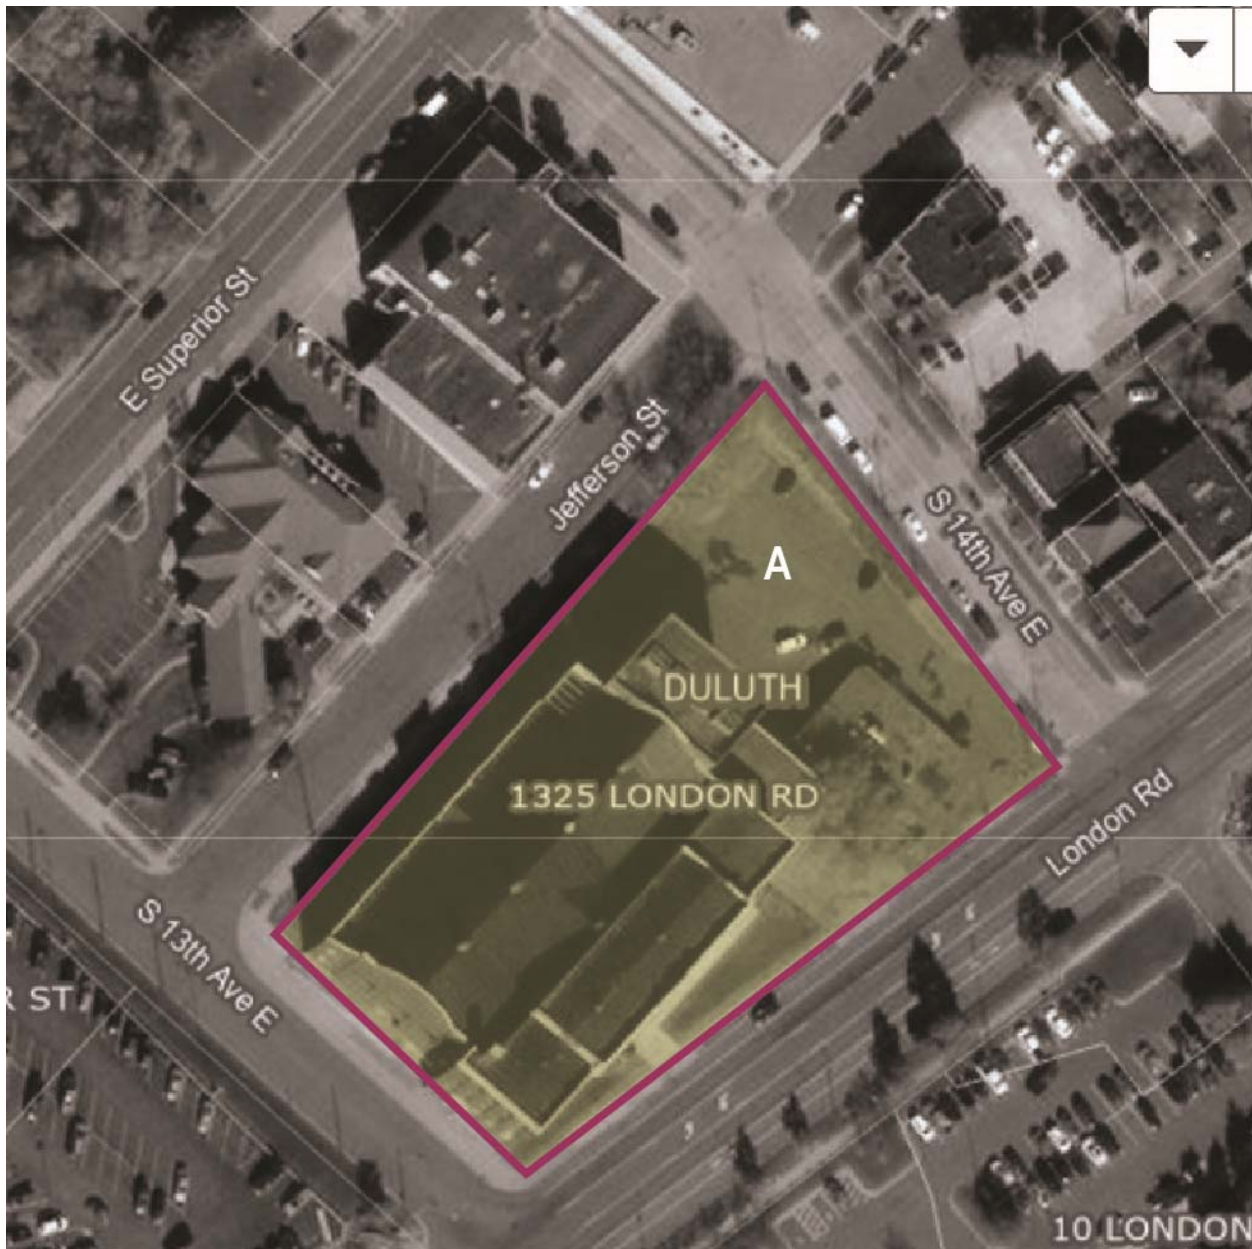 E Superior St
Jefferson St
A
S 14th Ave E
DULUTH
1325 LONDON RD
London Rd
S 13th Ave E
R ST
10 LONDON